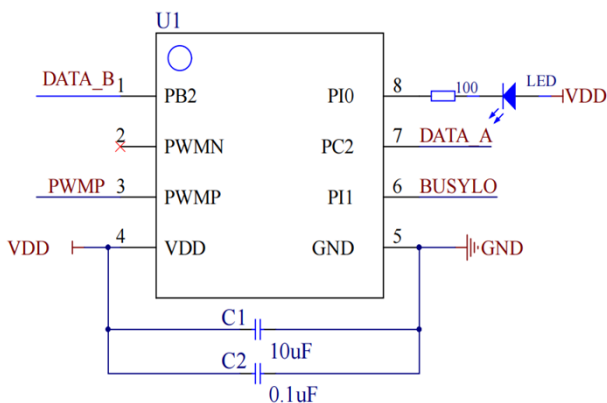 U1
DATA_B 1 PB2 PI0 8 100 LED VDD
2 PWMN PC2 7 DATA_A
PWMP 3 PWMP PI1 6 BUSYLO
VDD 4 VDD GND 5 GND
C1
10uF
C2
0.1uF